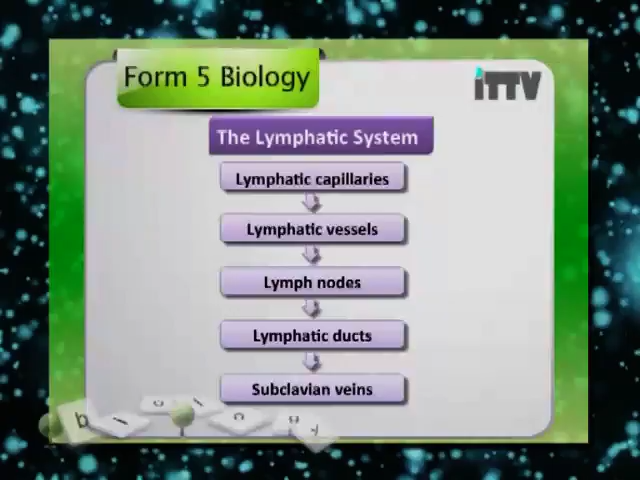 Form 5 Biology
iTTV
The Lymphatic System
Lymphatic capillaries
Lymphatic vessels
Lymph nodes
Lymphatic ducts
Subclavian veins